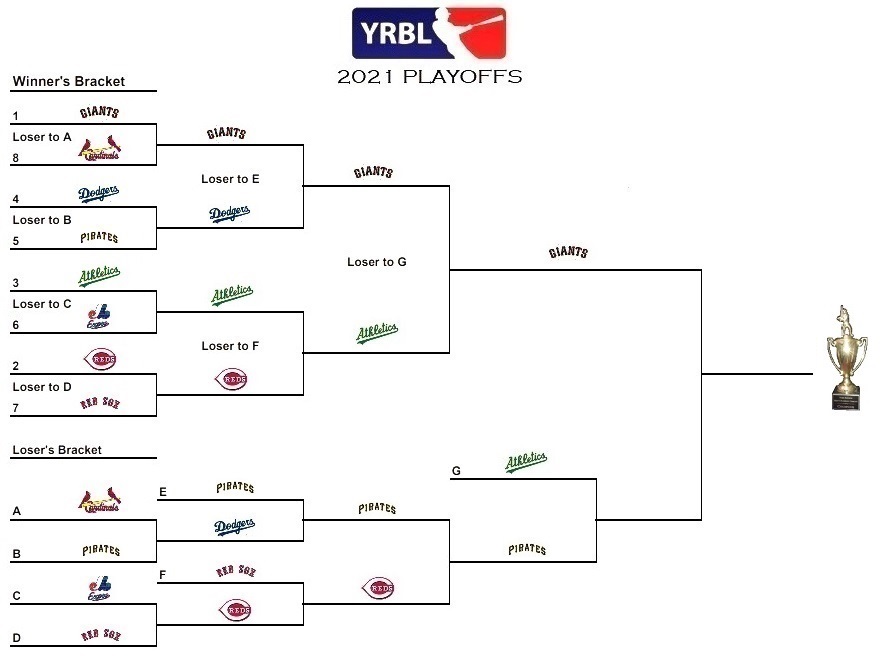 YRBL
2021 PLAYOFFS
Winner's Bracket
1 GIANTS
Loser to A
8 Cardinals
4 Dodgers
Loser to B
5 PIRATES
3 Athletics
Loser to C
6 Expos
2 REDS
Loser to D
7 RED SOX
GIANTS
Loser to E
Dodgers
Athletics
Loser to F
REDS
GIANTS
Loser to G
Athletics
GIANTS
Loser's Bracket
A Cardinals
B PIRATES
C Expos
D RED SOX
E PIRATES
Dodgers
F RED SOX
REDS
PIRATES
REDS
G Athletics
PIRATES